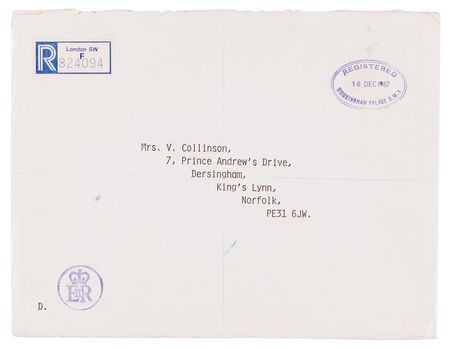 London SW
F
R
824094
REGISTERED
16 DEC 1987
BUCKINGHAM PALACE S.W.1
Mrs. V. Collinson,
7, Prince Andrew's Drive,
Dersingham,
King's Lynn,
Norfolk,
PE31 6JW.
EIIR
D.